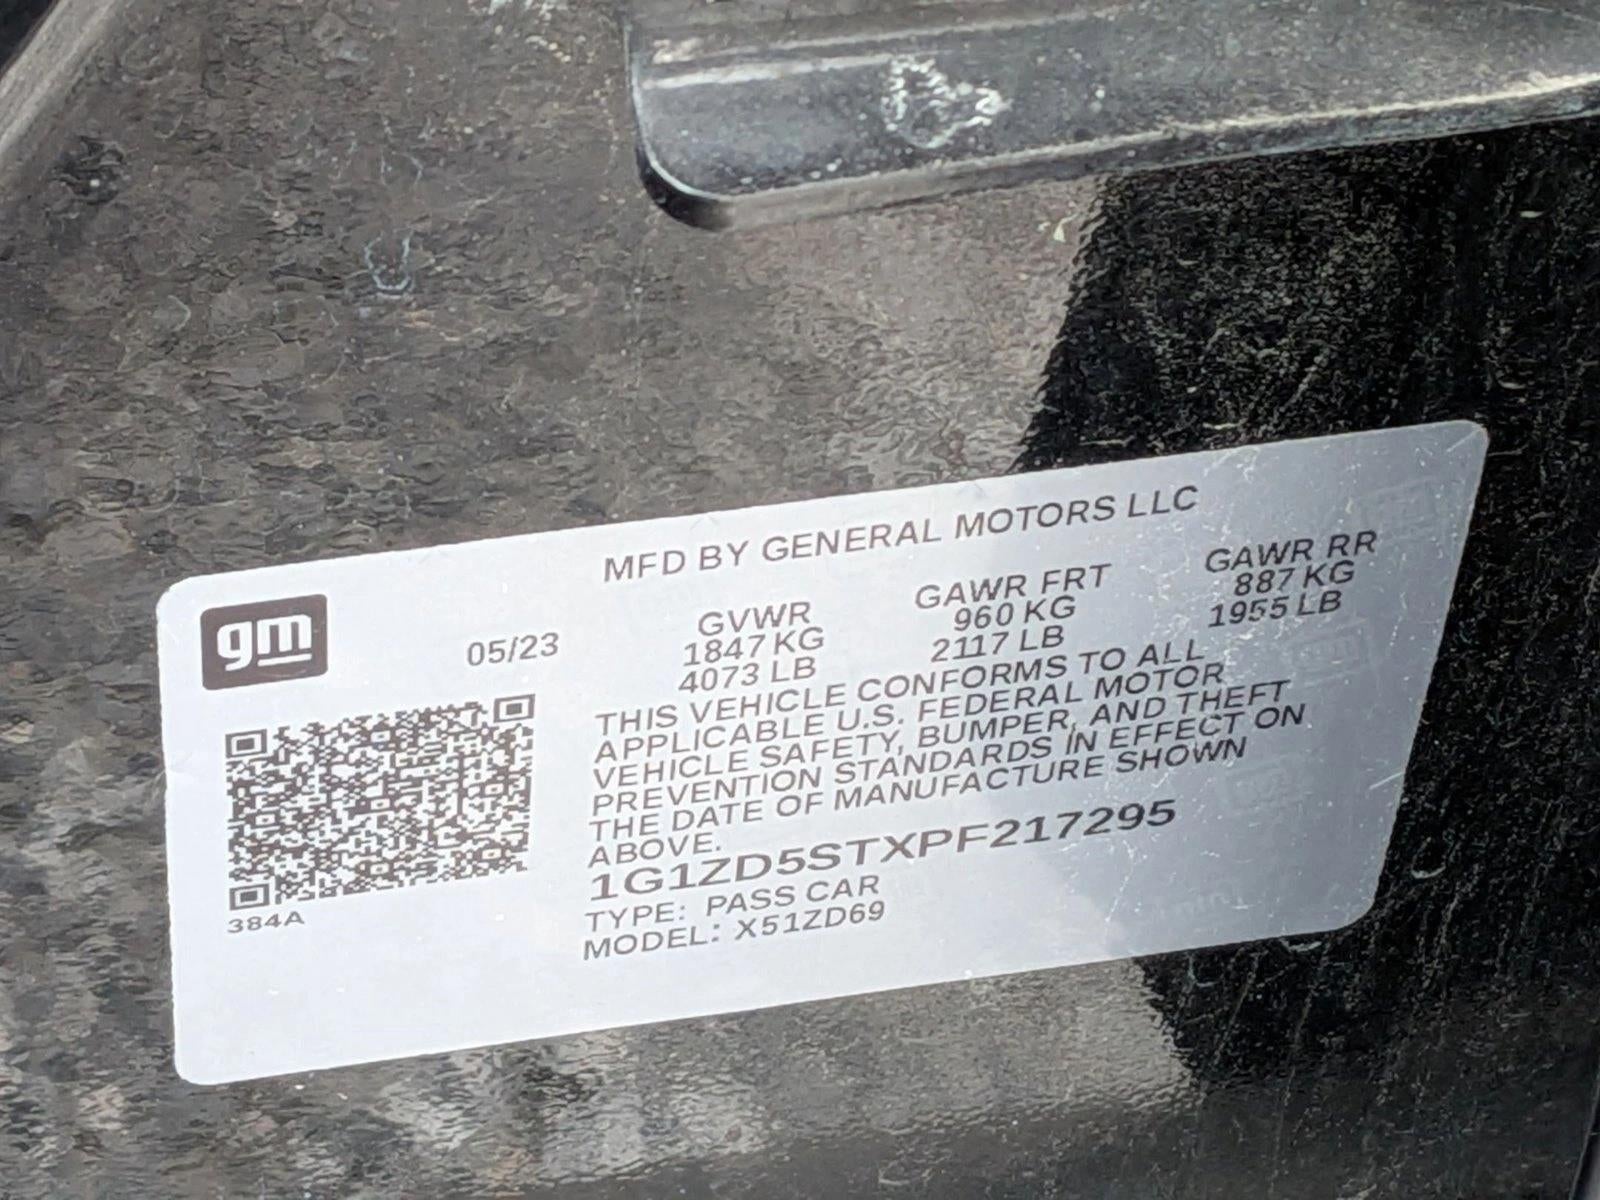 MFD BY GENERAL MOTORS LLC
gm
05/23
GVWR GAWR FRT GAWR RR
1847 KG 960 KG 887 KG
4073 LB 2117 LB 1955 LB
THIS VEHICLE CONFORMS TO ALL
APPLICABLE U.S. FEDERAL MOTOR
VEHICLE SAFETY, BUMPER, AND THEFT
PREVENTION STANDARDS IN EFFECT ON
THE DATE OF MANUFACTURE SHOWN
ABOVE.
1G1ZD5STXPF217295
TYPE: PASS CAR
MODEL: X51ZD69
384A